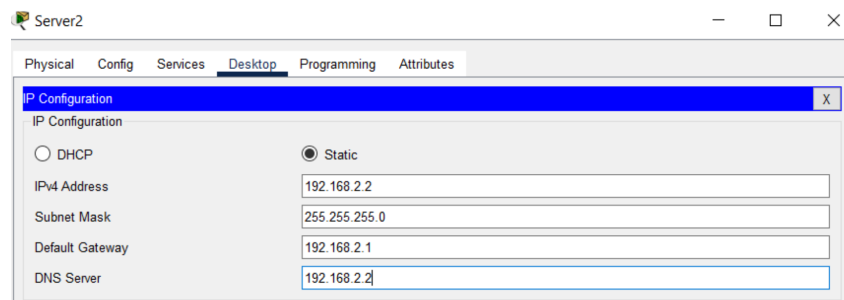 Server2
Physical Config Services Desktop Programming Attributes
IP Configuration X
IP Configuration
DHCP Static
IPv4 Address 192.168.2.2
Subnet Mask 255.255.255.0
Default Gateway 192.168.2.1
DNS Server 192.168.2.2